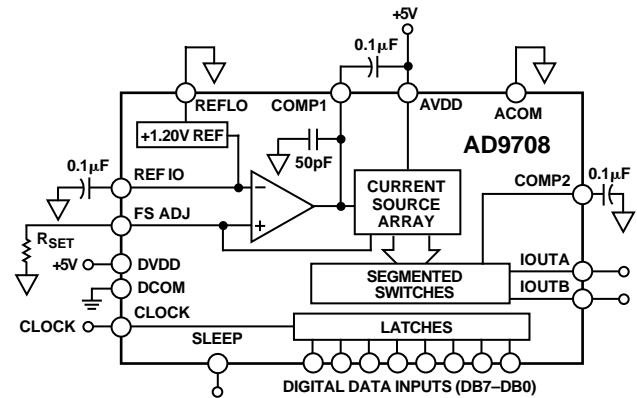 +5V
0.1µF
REFLO
COMP1
AVDD
ACOM
+1.20V REF
AD9708
50pF
0.1µF
REF IO
COMP2
0.1µF
CURRENT
SOURCE
ARRAY
−
+
FS ADJ
RSET
+5V
DVDD
DCOM
SEGMENTED
SWITCHES
IOUTA
IOUTB
CLOCK
CLOCK
LATCHES
SLEEP
DIGITAL DATA INPUTS (DB7–DB0)